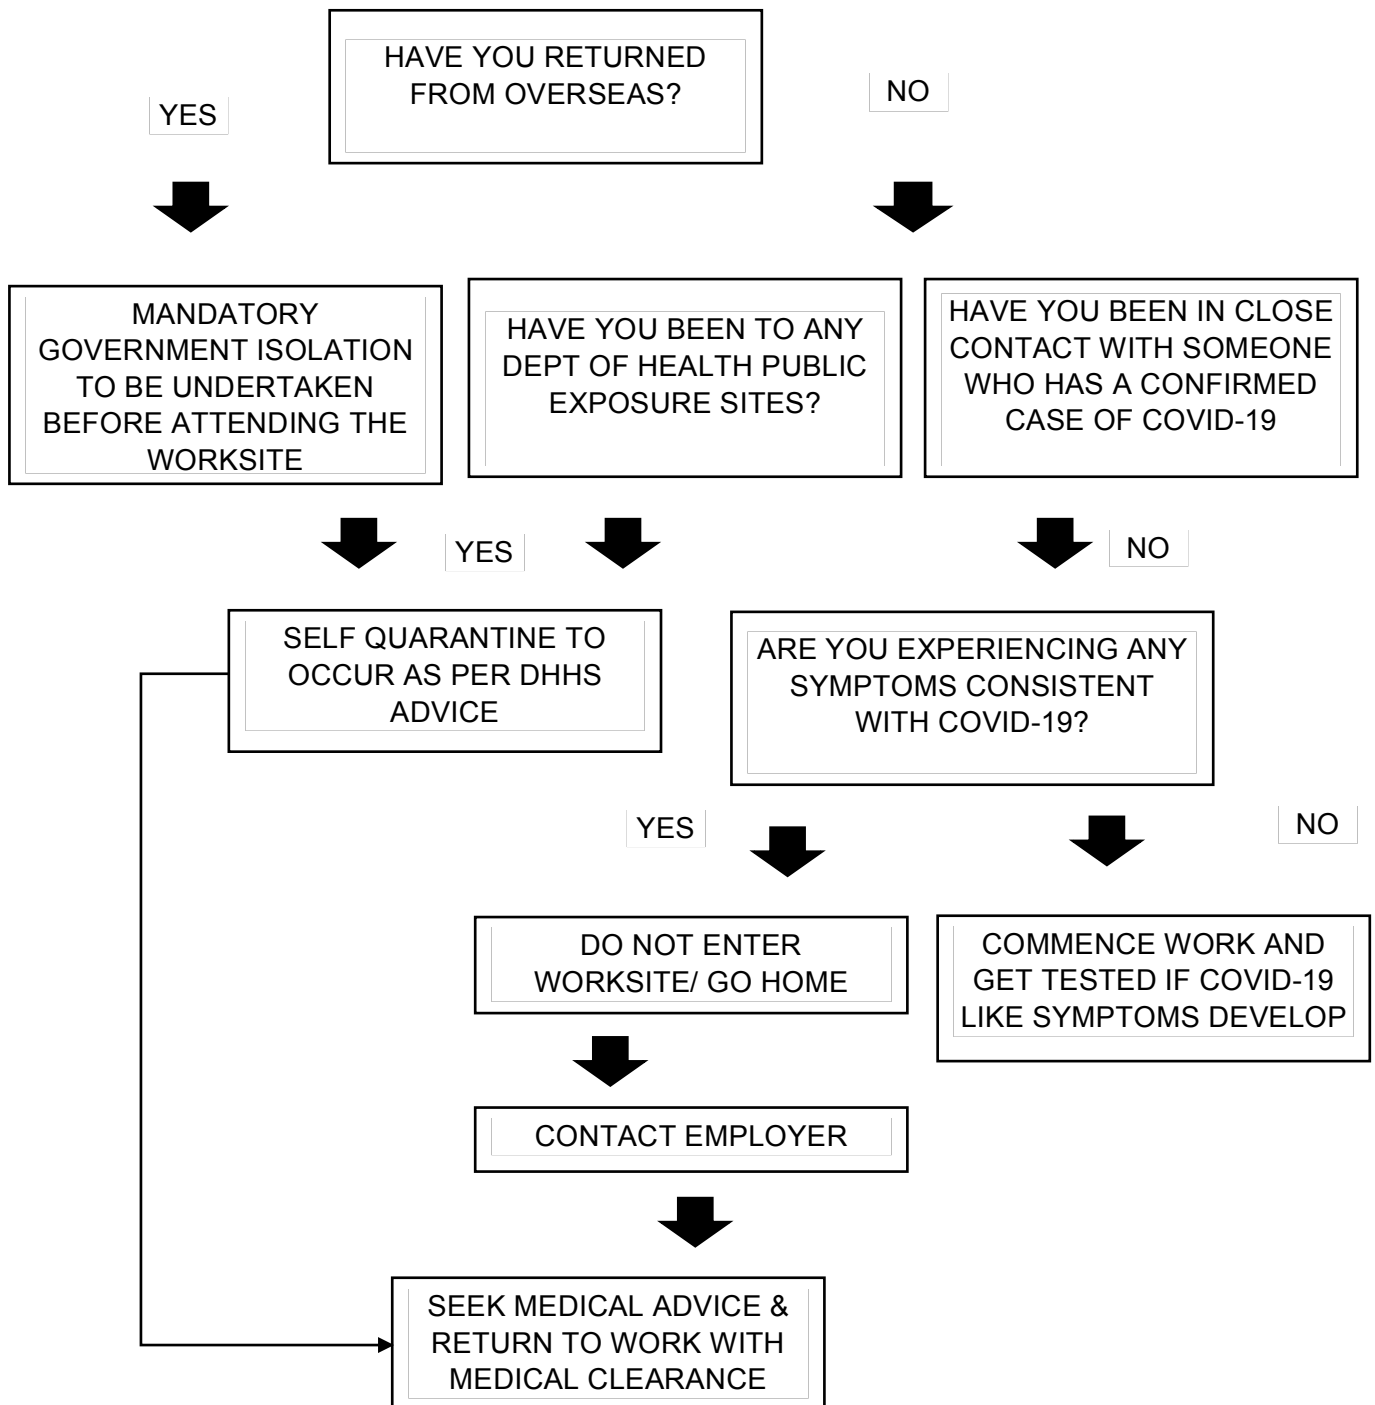 HAVE YOU RETURNED
FROM OVERSEAS?
YES
NO
MANDATORY
GOVERNMENT ISOLATION
TO BE UNDERTAKEN
BEFORE ATTENDING THE
WORKSITE
HAVE YOU BEEN TO ANY
DEPT OF HEALTH PUBLIC
EXPOSURE SITES?
HAVE YOU BEEN IN CLOSE
CONTACT WITH SOMEONE
WHO HAS A CONFIRMED
CASE OF COVID-19
YES
NO
SELF QUARANTINE TO
OCCUR AS PER DHHS
ADVICE
ARE YOU EXPERIENCING ANY
SYMPTOMS CONSISTENT
WITH COVID-19?
YES
NO
DO NOT ENTER
WORKSITE/ GO HOME
COMMENCE WORK AND
GET TESTED IF COVID-19
LIKE SYMPTOMS DEVELOP
CONTACT EMPLOYER
SEEK MEDICAL ADVICE &
RETURN TO WORK WITH
MEDICAL CLEARANCE